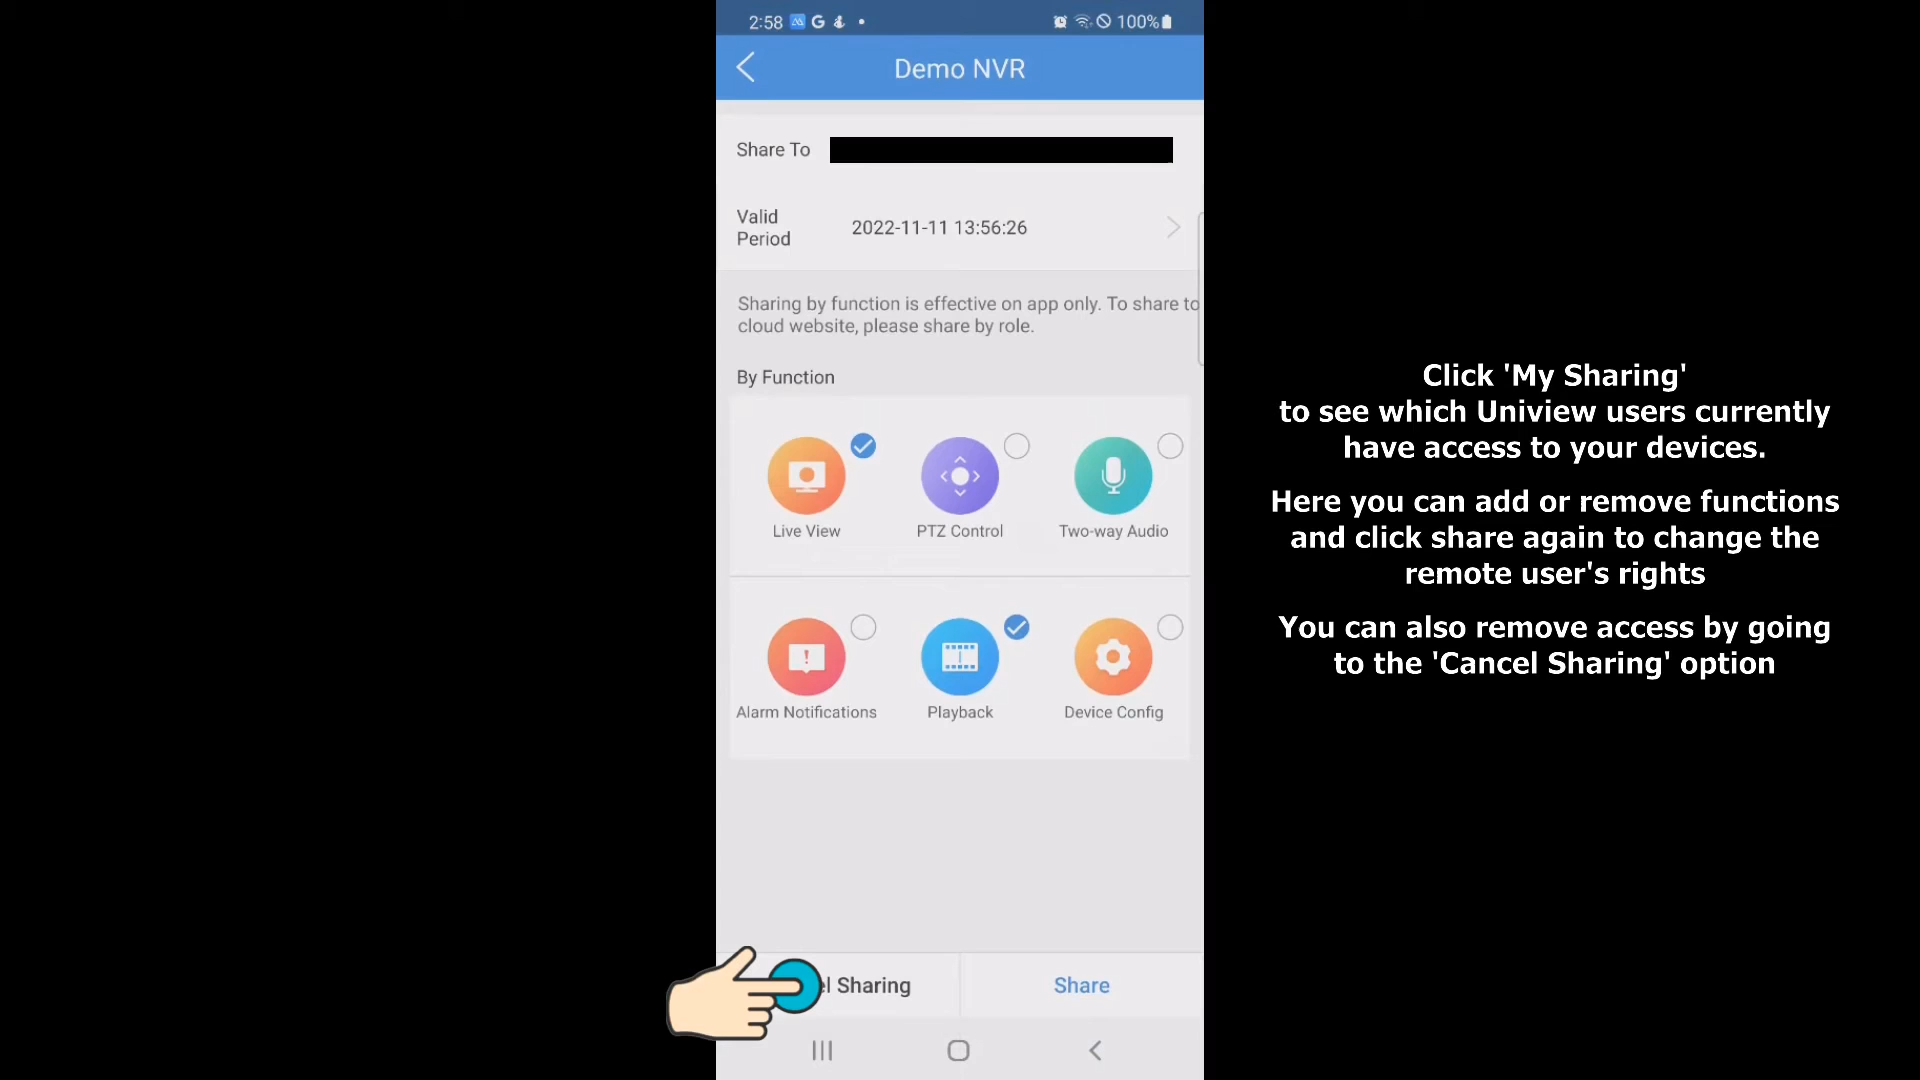 2:58
100%
Demo NVR
Share To
Valid
Period
2022-11-11 13:56:26
Sharing by function is effective on app only. To share to
cloud website, please share by role.
By Function
Live View
PTZ Control
Two-way Audio
Alarm Notifications
Playback
Device Config
l Sharing
Share
Click 'My Sharing'
to see which Uniview users currently
have access to your devices.
Here you can add or remove functions
and click share again to change the
remote user's rights
You can also remove access by going
to the 'Cancel Sharing' option